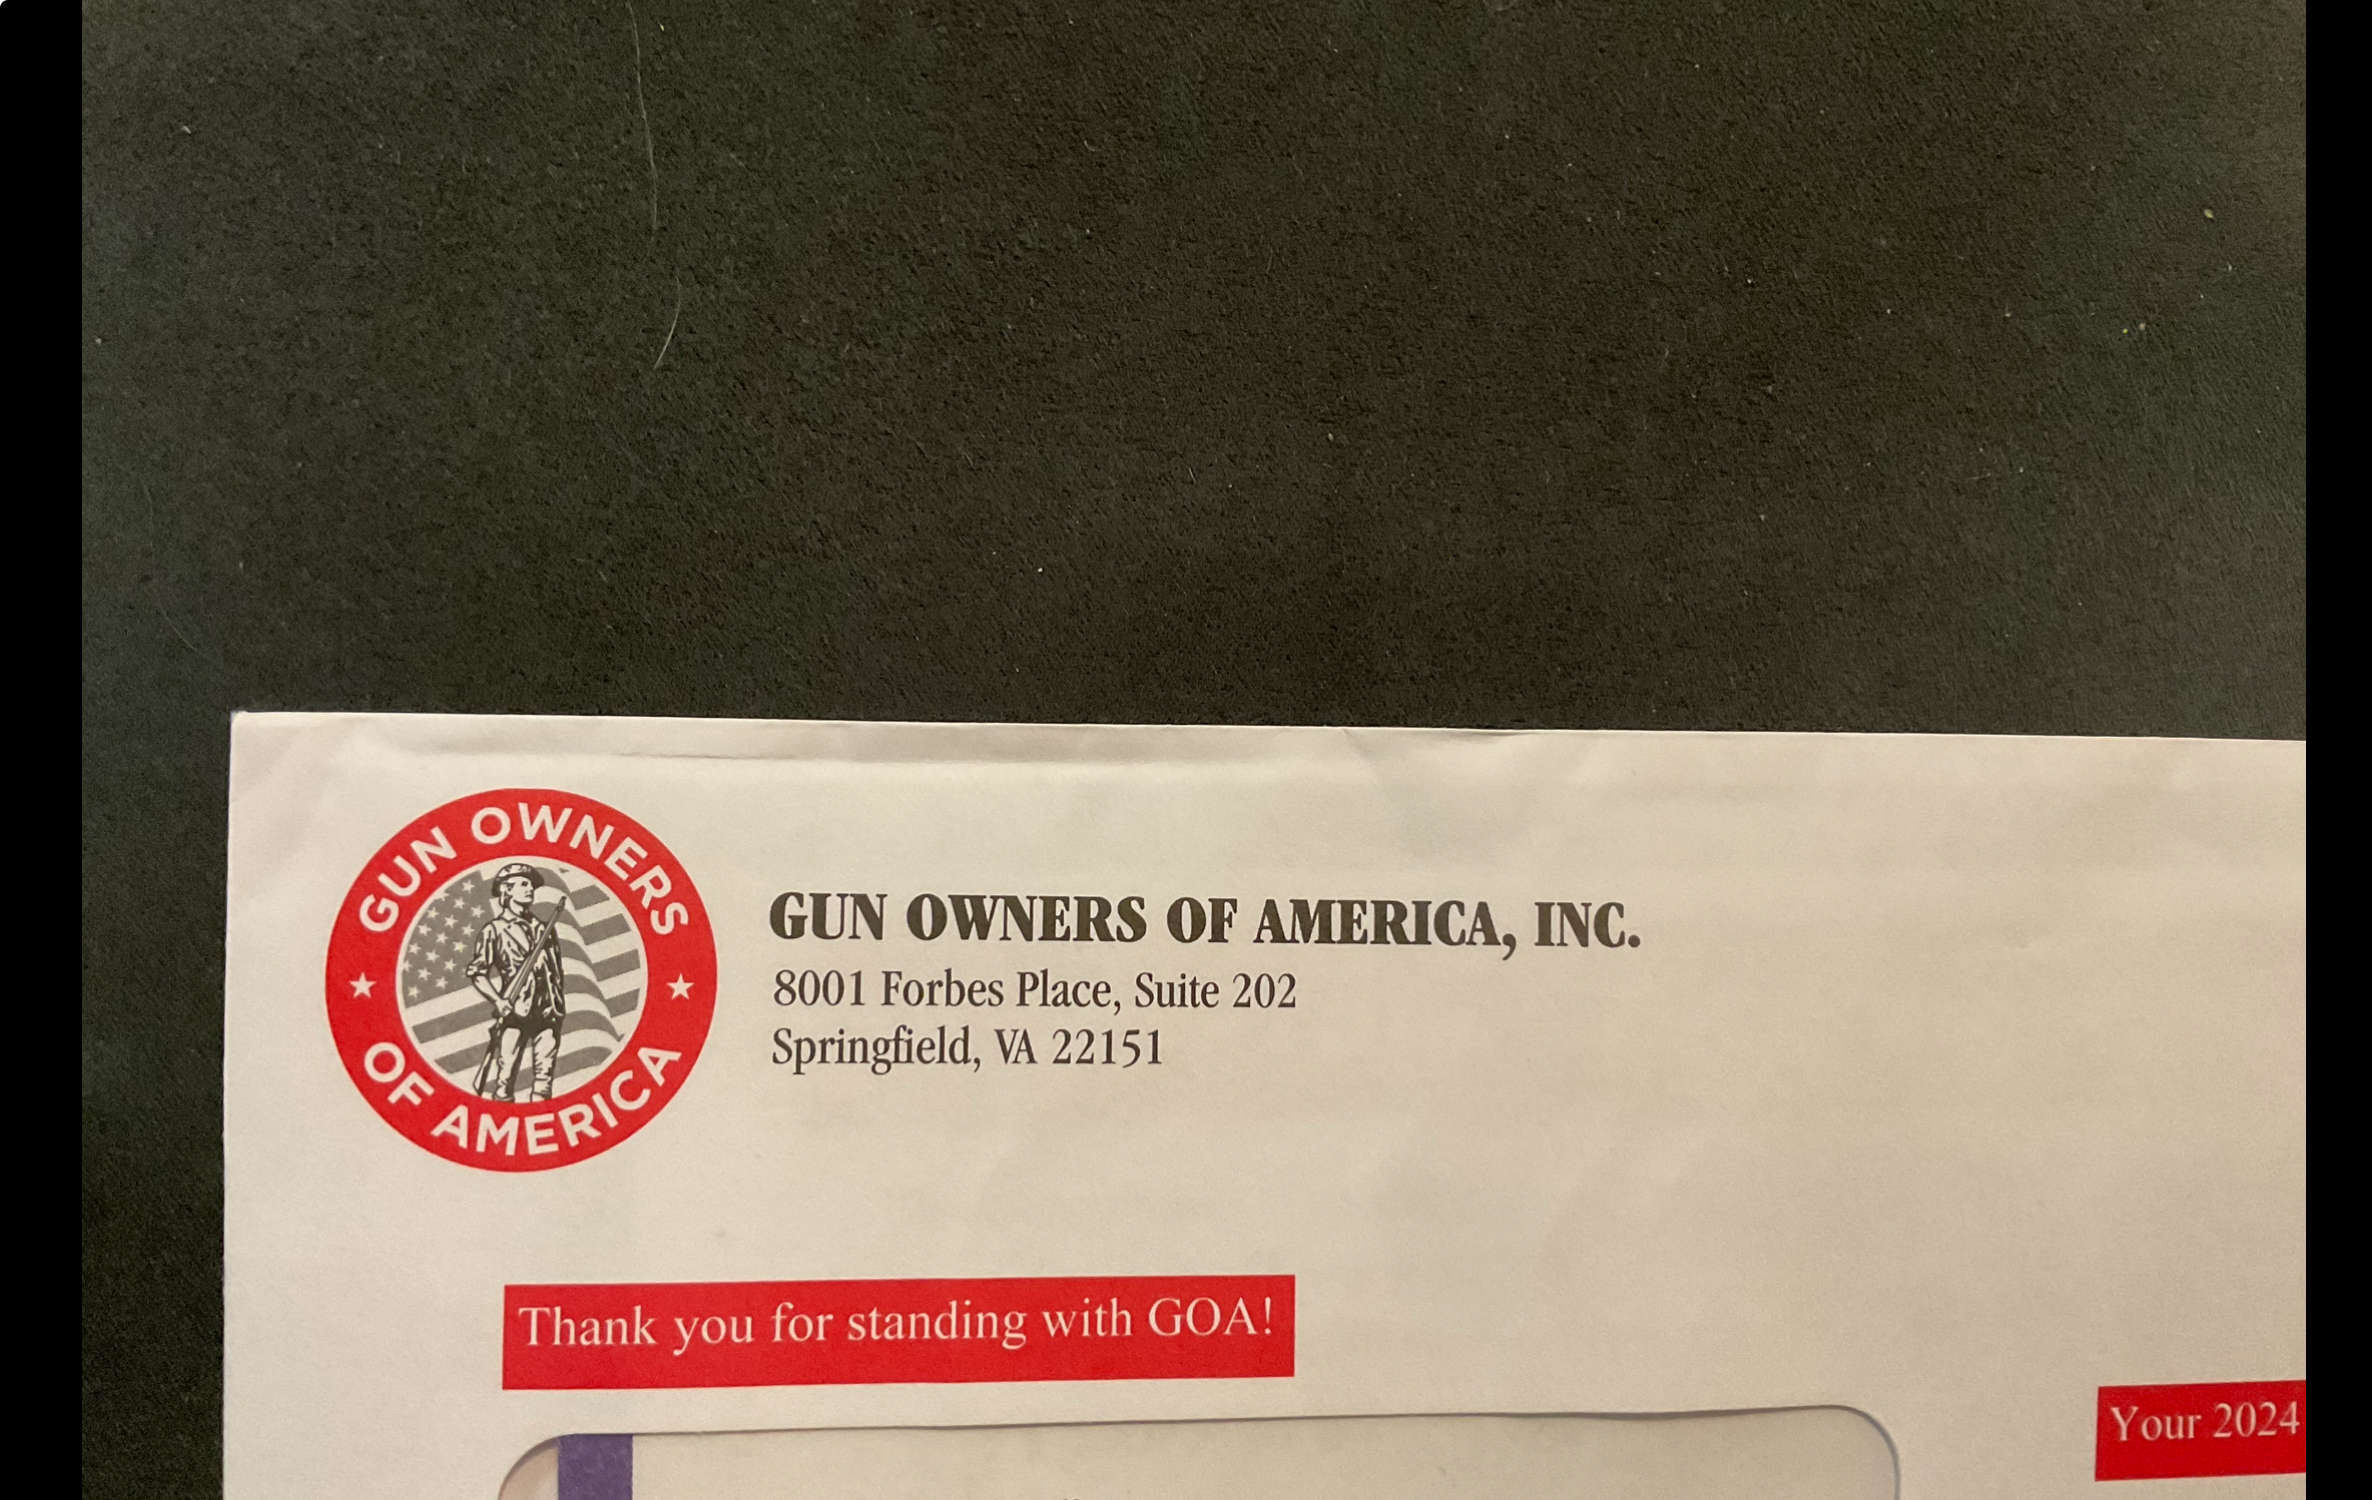 GUN OWNERS
OF AMERICA
GUN OWNERS OF AMERICA, INC.
8001 Forbes Place, Suite 202
Springfield, VA 22151
Thank you for standing with GOA!
Your 2024